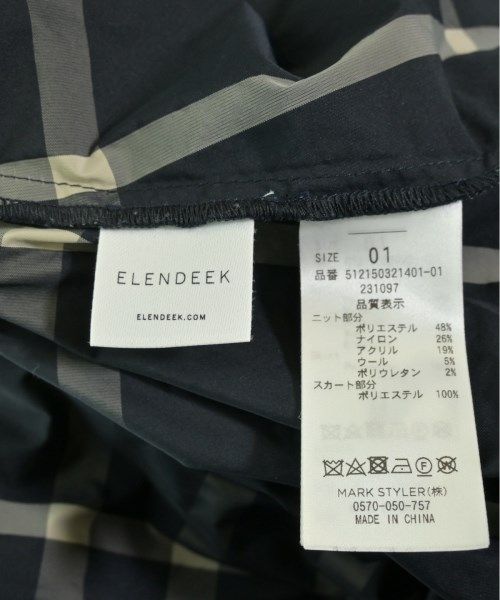 ELENDEEK
ELENDEEK.COM
SIZE 01
品番 512150321401-01
231097
品質表示
ニット部分
ポリエステル 48%
ナイロン 26%
アクリル 19%
ウール 5%
ポリウレタン 2%
スカート部分
ポリエステル 100%
MARK STYLER(株)
0570-050-757
MADE IN CHINA